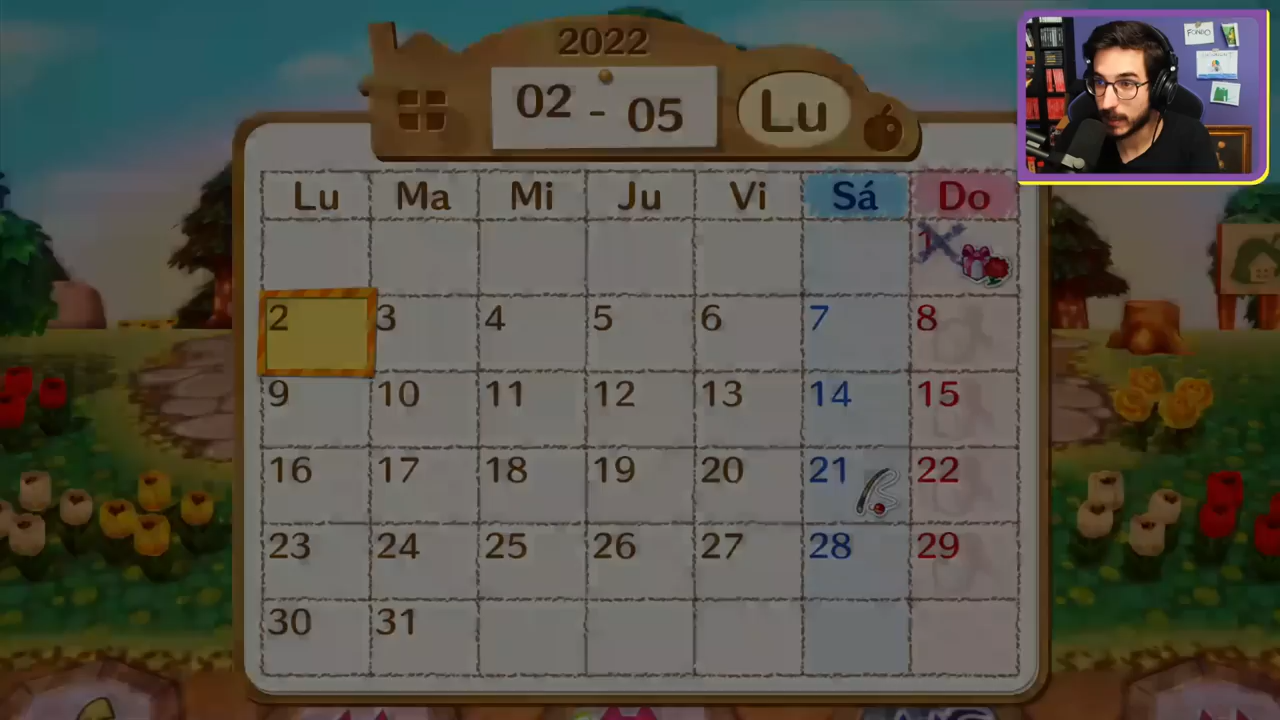 2022
02 - 05 Lu
Lu Ma Mi Ju Vi Sá Do
1
2 3 4 5 6 7 8
9 10 11 12 13 14 15
16 17 18 19 20 21 22
23 24 25 26 27 28 29
30 31
FONDO